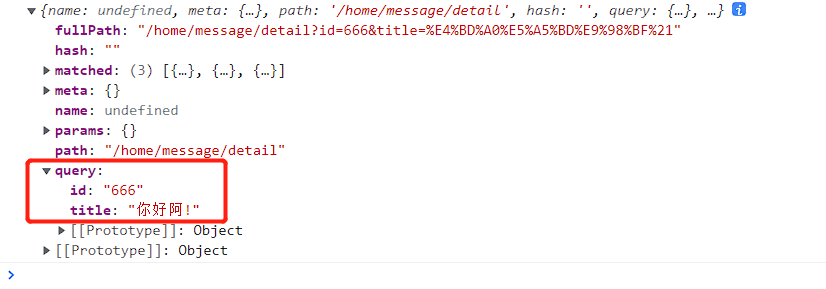 {name: undefined, meta: {…}, path: '/home/message/detail', hash: '', query: {…}, …}
fullPath: "/home/message/detail?id=666&title=%E4%BD%A0%E5%A5%BD%E9%98%BF%21"
hash: ""
matched: (3) [{…}, {…}, {…}]
meta: {}
name: undefined
params: {}
path: "/home/message/detail"
query:
id: "666"
title: "你好阿!"
[[Prototype]]: Object
[[Prototype]]: Object